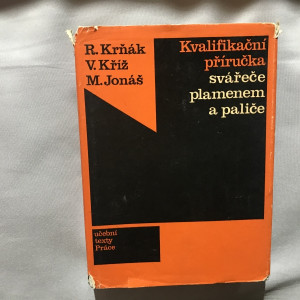 R. Krňák
V. Kříž
M. Jonáš
Kvalifikační
příručka
svářeče
plamenem
a paliče
učební
texty
Práce